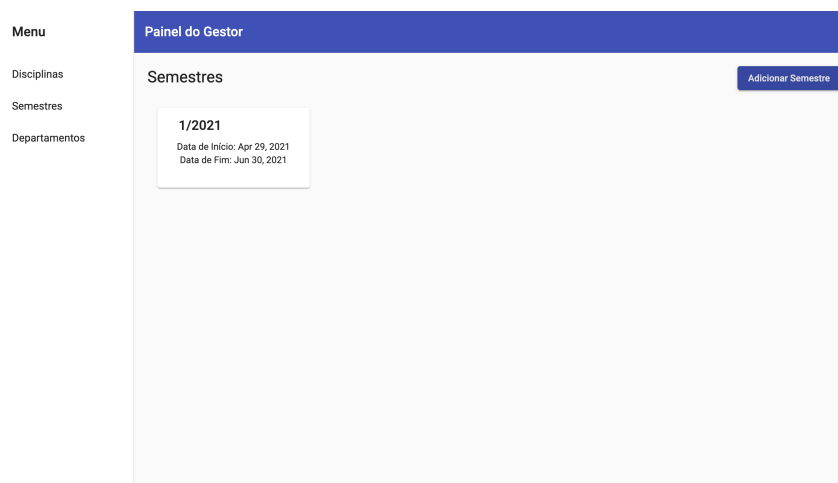 Menu
Disciplinas
Semestres
Departamentos
Painel do Gestor
Semestres
Adicionar Semestre
1/2021
Data de Início: Apr 29, 2021
Data de Fim: Jun 30, 2021